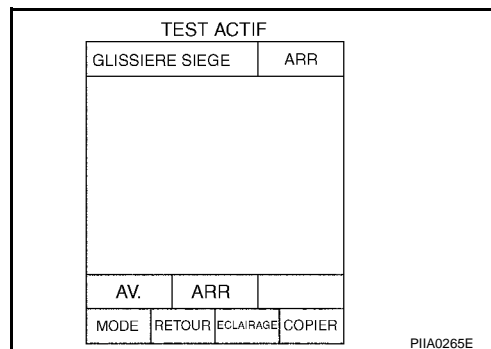 TEST ACTIF
GLISSIERE SIEGE ARR
AV. ARR
MODE RETOUR ECLAIRAGE COPIER
PIIA0265E